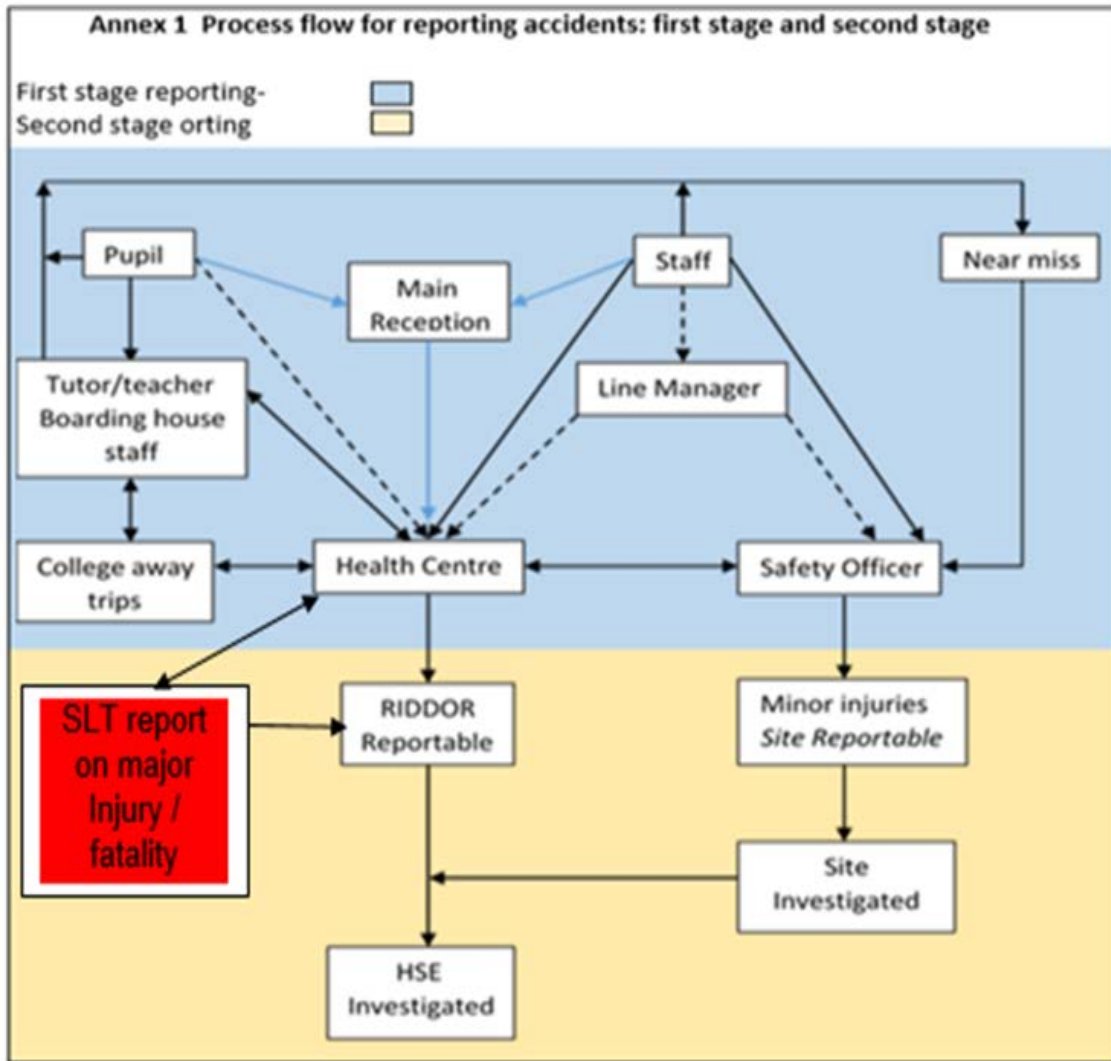 Annex 1 Process flow for reporting accidents: first stage and second stage
First stage reporting-
Second stage orting
Pupil
Main
Reception
Staff
Near miss
Tutor/teacher
Boarding house
staff
Line Manager
College away
trips
Health Centre
Safety Officer
SLT report
on major
Injury /
fatality
RIDDOR
Reportable
Minor injuries
Site Reportable
Site
Investigated
HSE
Investigated